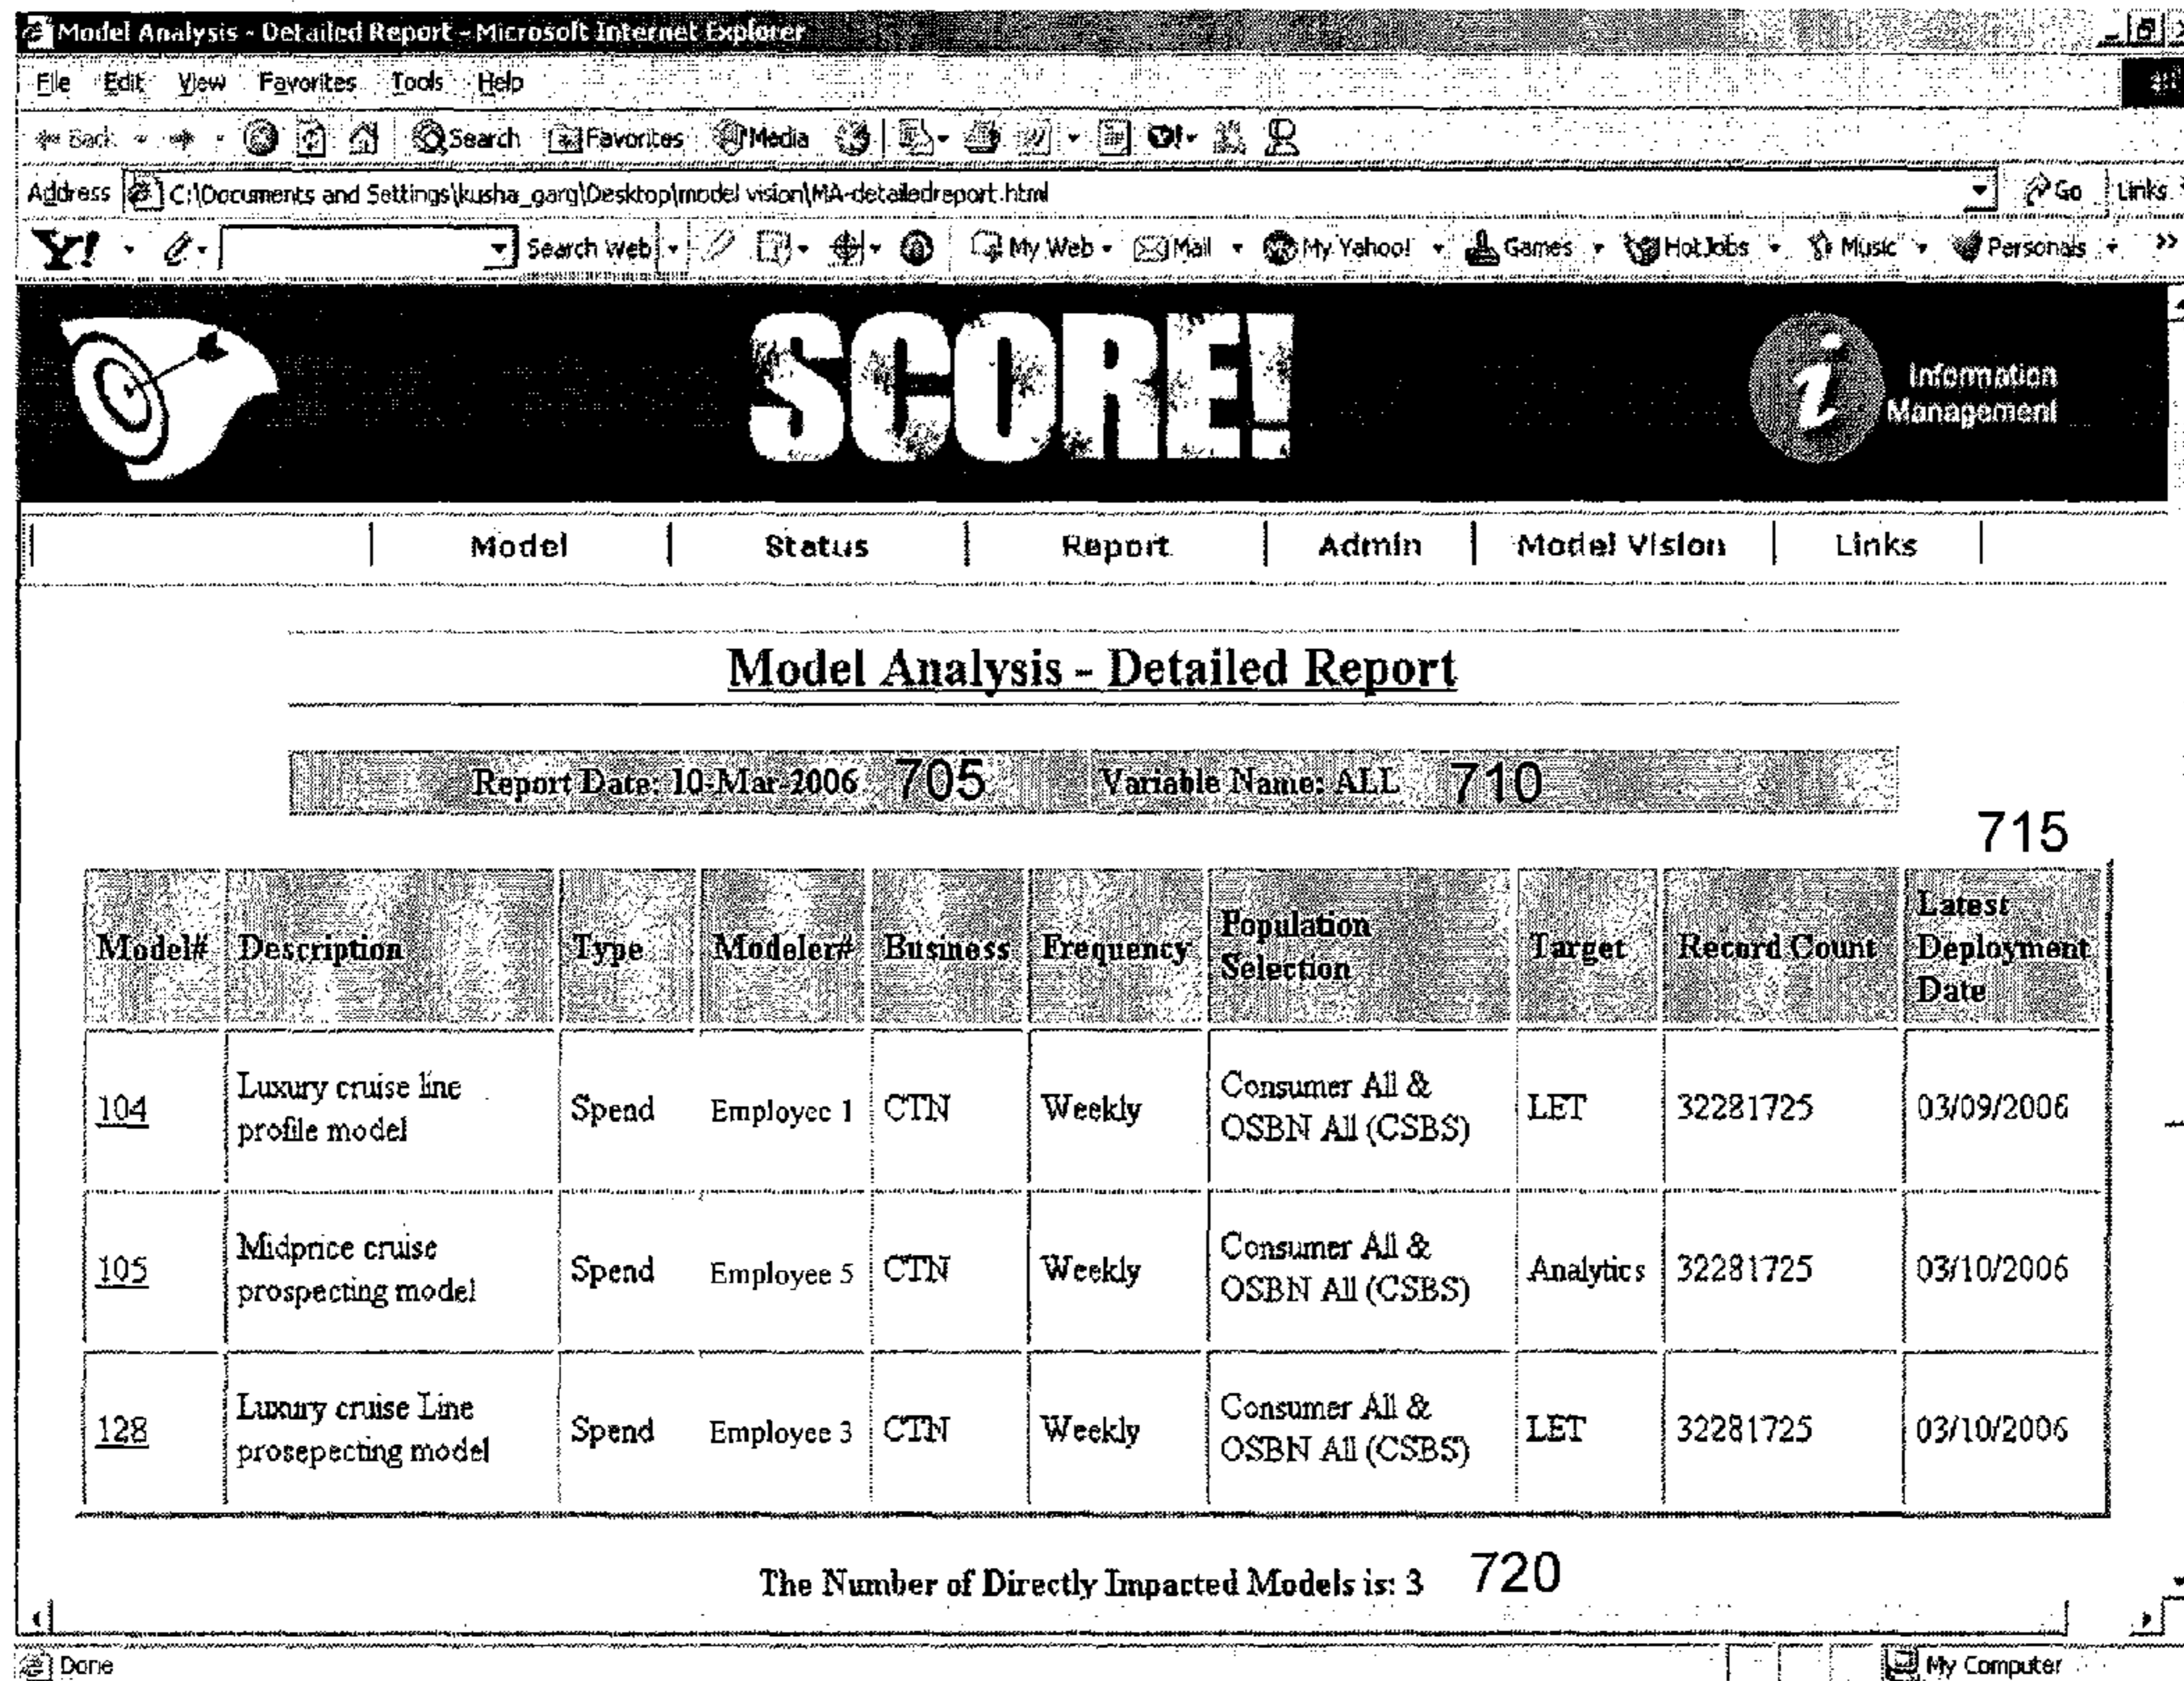 Model Analysis - Detailed Report - Microsoft Internet Explorer
File Edit View Favorites Tools Help
Back Search Favorites Media
Address C:\Documents and Settings\kusha_garg\Desktop\model vision\MA-detailedreport.html Go Links
Y! Search Web My Web Mail My Yahoo! Games HotJobs Music Personals >>
SCORE!
i Information
Management
Model Status Report Admin Model Vision Links
Model Analysis - Detailed Report
Report Date: 10-Mar-2006 705 Variable Name: ALL 710
715
Model# Description Type Modeler# Business Frequency Population Selection Target Record Count Latest Deployment Date
104 Luxury cruise line profile model Spend Employee 1 CTN Weekly Consumer All & OSBN All (CSBS) LET 32281725 03/09/2006
105 Midprice cruise prospecting model Spend Employee 5 CTN Weekly Consumer All & OSBN All (CSBS) Analytics 32281725 03/10/2006
128 Luxury cruise Line prosepecting model Spend Employee 3 CTN Weekly Consumer All & OSBN All (CSBS) LET 32281725 03/10/2006
The Number of Directly Impacted Models is: 3 720
Done My Computer